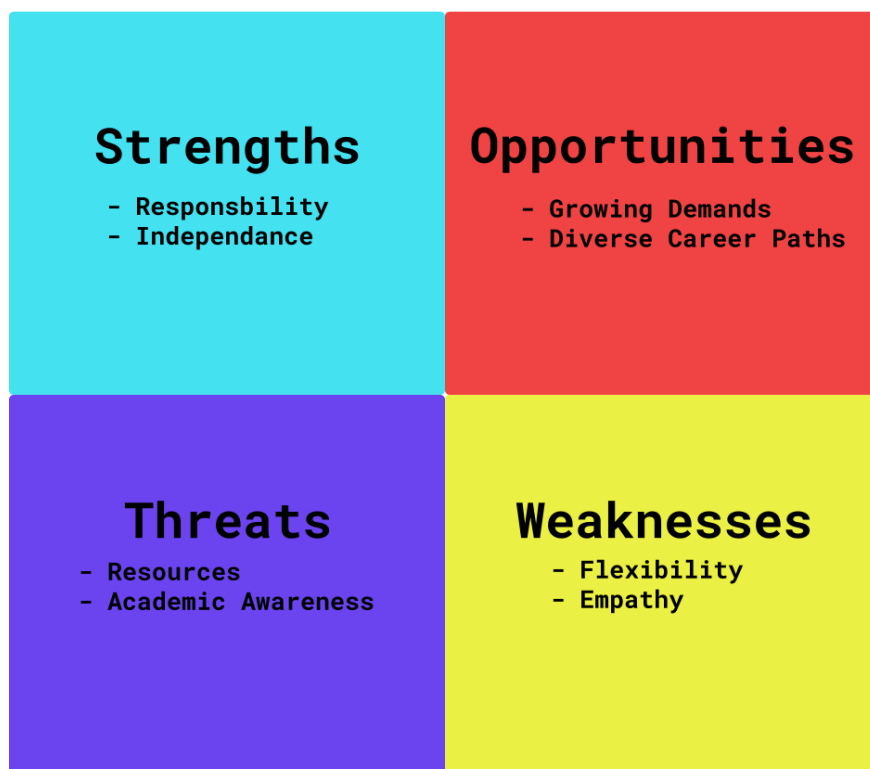 Strengths
- Responsbility
- Independance
Opportunities
- Growing Demands
- Diverse Career Paths
Threats
- Resources
- Academic Awareness
Weaknesses
- Flexibility
- Empathy